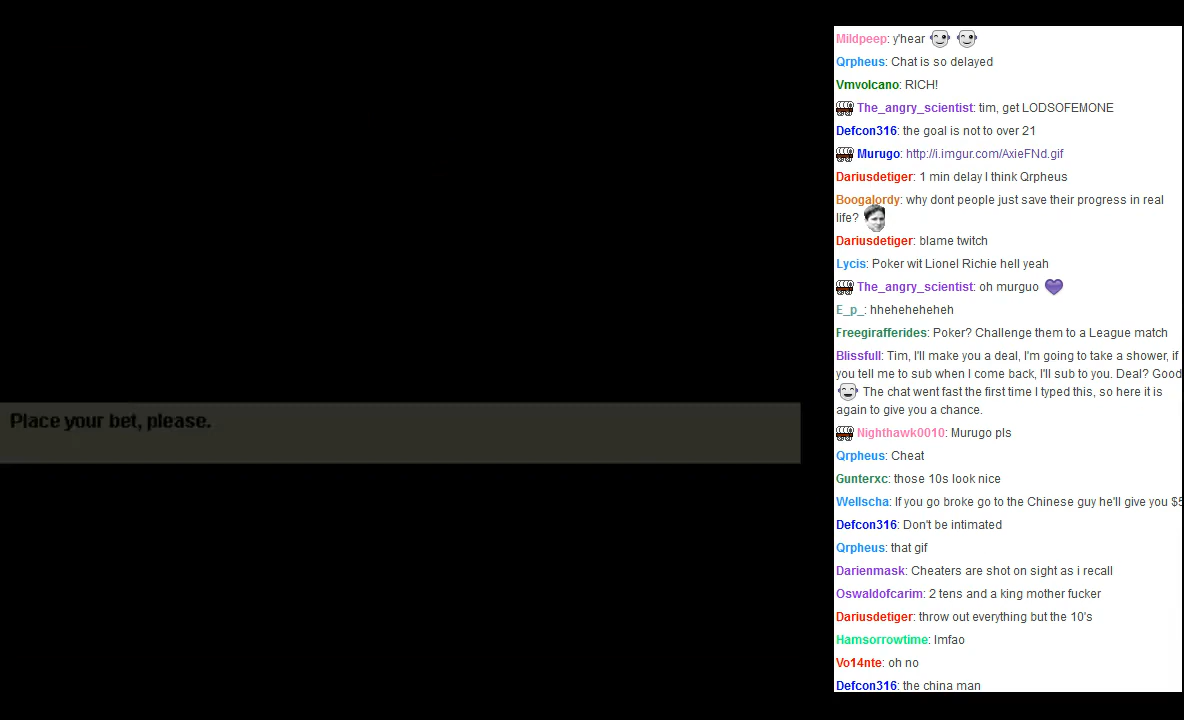 Place your bet, please.
Mildpeep: y'hear
Qrpheus: Chat is so delayed
Vmvolcano: RICH!
The_angry_scientist: tim, get LODSOFEMONE
Defcon316: the goal is not to over 21
Murugo: http://i.imgur.com/AxieFNd.gif
Dariusdetiger: 1 min delay I think Qrpheus
Boogalordy: why dont people just save their progress in real
life?
Dariusdetiger: blame twitch
Lycis: Poker wit Lionel Richie hell yeah
The_angry_scientist: oh murguo
E_p_: hheheheheheh
Freegirafferides: Poker? Challenge them to a League match
Blissfull: Tim, I'll make you a deal, I'm going to take a shower, if
you tell me to sub when I come back, I'll sub to you. Deal? Good
The chat went fast the first time I typed this, so here it is
again to give you a chance.
Nighthawk0010: Murugo pls
Qrpheus: Cheat
Gunterxc: those 10s look nice
Wellscha: If you go broke go to the Chinese guy he'll give you $5
Defcon316: Don't be intimated
Qrpheus: that gif
Darienmask: Cheaters are shot on sight as i recall
Oswaldofcarim: 2 tens and a king mother fucker
Dariusdetiger: throw out everything but the 10's
Hamsorrowtime: lmfao
Vo14nte: oh no
Defcon316: the china man